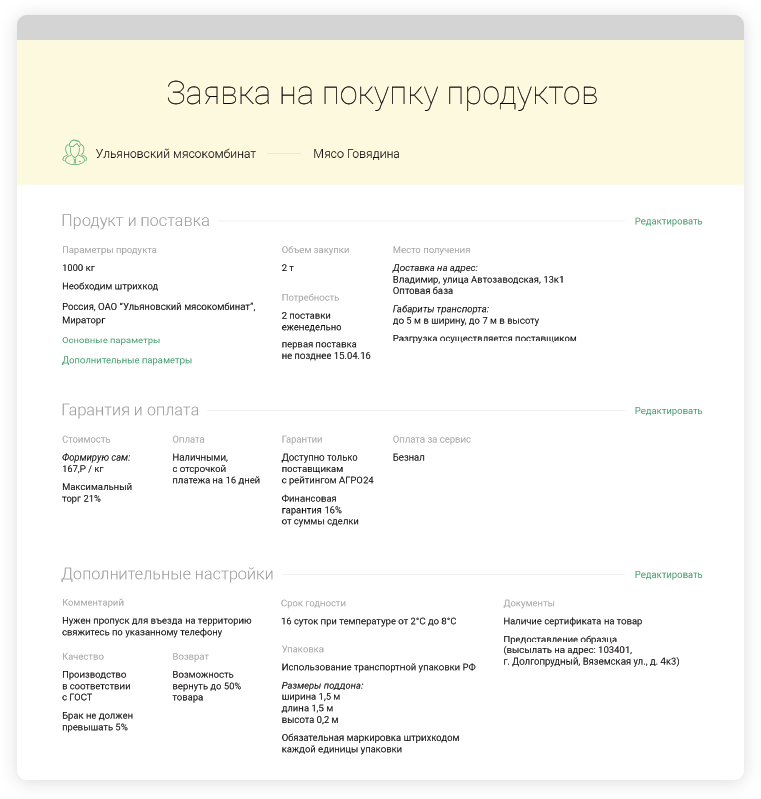 Заявка на покупку продуктов
Ульяновский мясокомбинат
Мясо Говядина
Продукт и поставка
Редактировать
Параметры продукта
1000 кг
Необходим штрихкод
Россия, ОАО “Ульяновский мясокомбинат”,
Мираторг
Основные параметры
Дополнительные параметры
Объем закупки
2 т
Потребность
2 поставки
еженедельно
первая поставка
не позднее 15.04.16
Место получения
Доставка на адрес:
Владимир, улица Автозаводская, 13к1
Оптовая база
Габариты транспорта:
до 5 м в ширину, до 7 м в высоту
Разгрузка осуществляется поставщиком
Гарантия и оплата
Редактировать
Стоимость
Формирую сам:
167,Р / кг
Максимальный
торг 21%
Оплата
Наличными,
с отсрочкой
платежа на 16 дней
Гарантии
Доступно только
поставщикам
с рейтингом АГРО24
Финансовая
гарантия 16%
от суммы сделки
Оплата за сервис
Безнал
Дополнительные настройки
Редактировать
Комментарий
Нужен пропуск для въезда на территорию
свяжитесь по указанному телефону
Качество
Производство
в соответствии
с ГОСТ
Брак не должен
превышать 5%
Возврат
Возможность
вернуть до 50%
товара
Срок годности
16 суток при температуре от 2°C до 8°C
Упаковка
Использование транспортной упаковки РФ
Размеры поддона:
ширина 1,5 м
длина 1,5 м
высота 0,2 м
Обязательная маркировка штрихкодом
каждой единицы упаковки
Документы
Наличие сертификата на товар
Предоставление образца
(высылать на адрес: 103401,
г. Долгопрудный, Вяземская ул., д. 4к3)